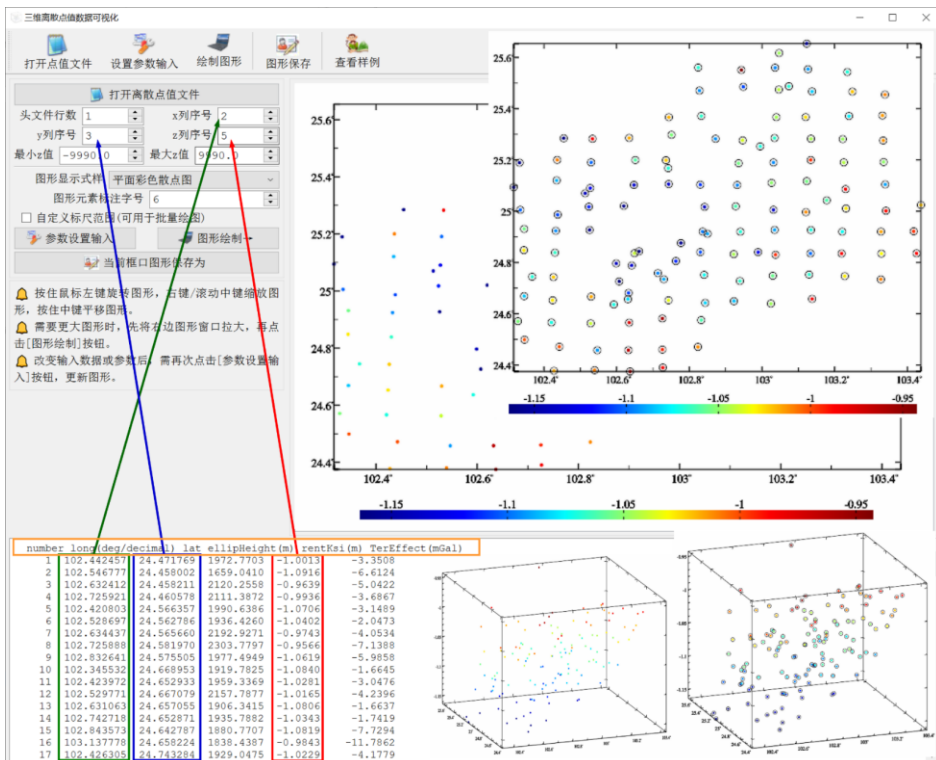 三维离散点值数据可视化
打开点值文件 设置参数输入 绘制图形 图形保存 查看样例
打开离散点值文件
头文件行数 1 x列序号 2
y列序号 3 z列序号 5
最小z值 -9990.0 最大z值 9990.0
图形显示式样 平面彩色散点图
图形元素标注字号 6
自定义标尺范围(可用于批量绘图)
参数设置输入 图形绘制→
当前框口图形保存为
按住鼠标左键旋转图形，右键/滚动中键缩放图
形，按住中键平移图形。
需要更大图形时，先将右边图形窗口拉大，再点
击[图形绘制]按钮。
改变输入数据或参数后，需再次点击[参数设置输
入]按钮，更新图形。
25.6'
25.4'
25.2'
25'
24.8'
24.6'
24.4'
102.4' 102.6' 102.8' 103' 103.2' 103.4'
-1.15 -1.1 -1.05 -1 -0.95
25.6'
25.4'
25.2'
25'
24.8'
24.6'
24.4'
102.4' 102.6' 102.8' 103' 103.2' 103.4'
-1.15 -1.1 -1.05 -1 -0.95
number long(deg/decimal) lat ellipHeight(m) rentKsi(m) TerEffect(mGal)
1 102.442457 24.471769 1972.7703 -1.0013 -3.3508
2 102.546777 24.458002 1659.0410 -1.0916 -6.6124
3 102.632412 24.458211 2120.2558 -0.9639 -5.0422
4 102.725921 24.460578 2111.3872 -0.9936 -3.6867
5 102.420803 24.566357 1990.6386 -1.0706 -3.1489
6 102.528697 24.562786 1936.4260 -1.0402 -2.0473
7 102.634437 24.565660 2192.9271 -0.9743 -4.0534
8 102.725888 24.581970 2303.7797 -0.9566 -7.1388
9 102.832641 24.575505 1977.4949 -1.0619 -5.9858
10 102.345532 24.668953 1919.7825 -1.0840 -1.6645
11 102.423972 24.652933 1959.3369 -1.0281 -3.0476
12 102.529771 24.667079 2157.7877 -1.0165 -4.2396
13 102.631063 24.657055 1906.3415 -1.0806 -1.6637
14 102.742718 24.652871 1935.7882 -1.0343 -1.7419
15 102.843573 24.642787 1880.7707 -1.0819 -7.7294
16 103.137778 24.658224 1838.4387 -0.9843 -11.7862
17 102.426305 24.743284 1929.0475 -1.0229 -4.1779